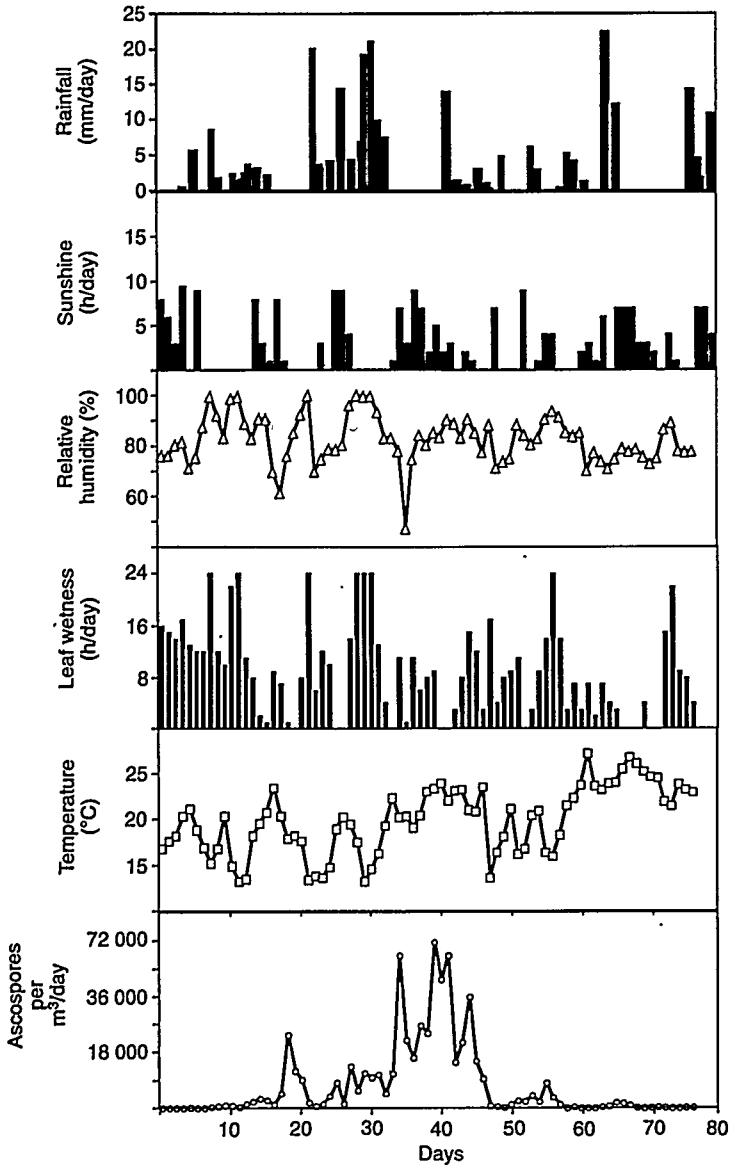 Rainfall
(mm/day)
25
20
15
10
5
0
Sunshine
(h/day)
15
10
5
Relative
humidity (%)
100
80
60
Leaf wetness
(h/day)
24
16
8
Temperature
(°C)
25
20
15
Ascospores
per
m³/day
72 000
36 000
18 000
10 20 30 40 50 60 70 80
Days